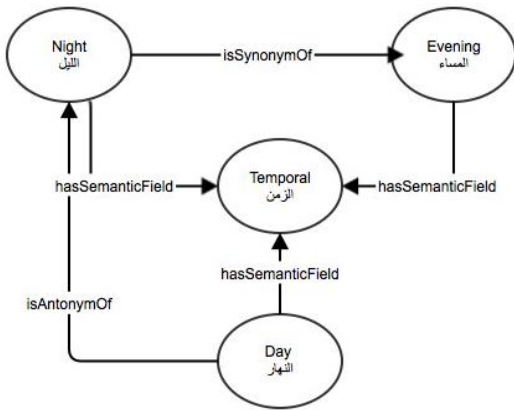 Night
الليل
isSynonymOf
Evening
المساء
hasSemanticField
Temporal
الزمن
hasSemanticField
hasSemanticField
isAntonymOf
Day
النهار